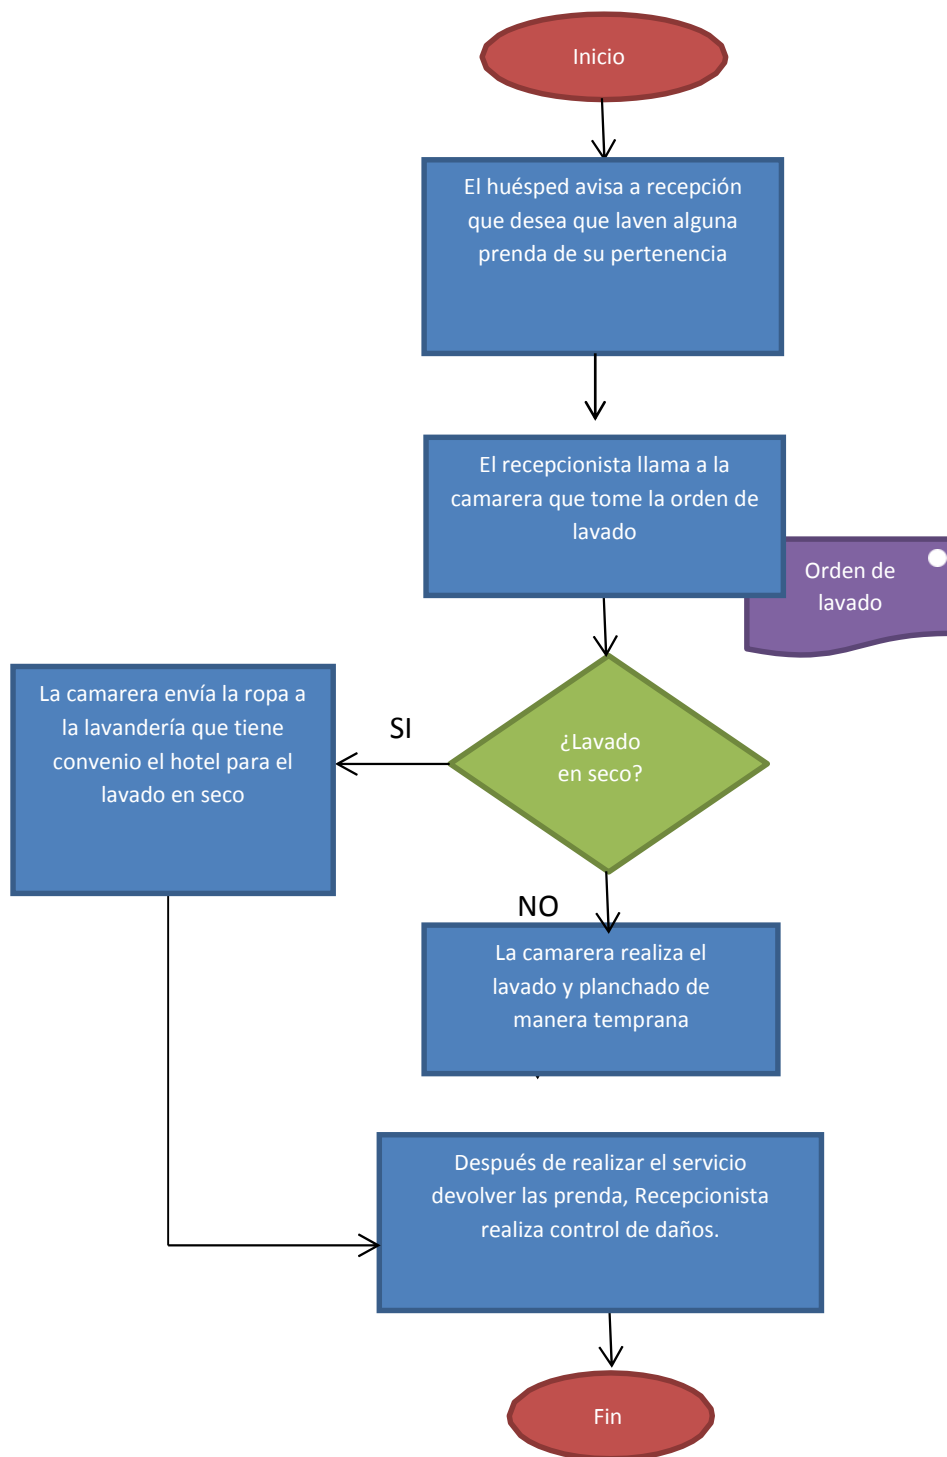 Inicio
El huésped avisa a recepción
que desea que laven alguna
prenda de su pertenencia
El recepcionista llama a la
camarera que tome la orden de
lavado
Orden de
lavado
La camarera envía la ropa a
la lavandería que tiene
convenio el hotel para el
lavado en seco
SI
¿Lavado
en seco?
NO
La camarera realiza el
lavado y planchado de
manera temprana
Después de realizar el servicio
devolver las prenda, Recepcionista
realiza control de daños.
Fin